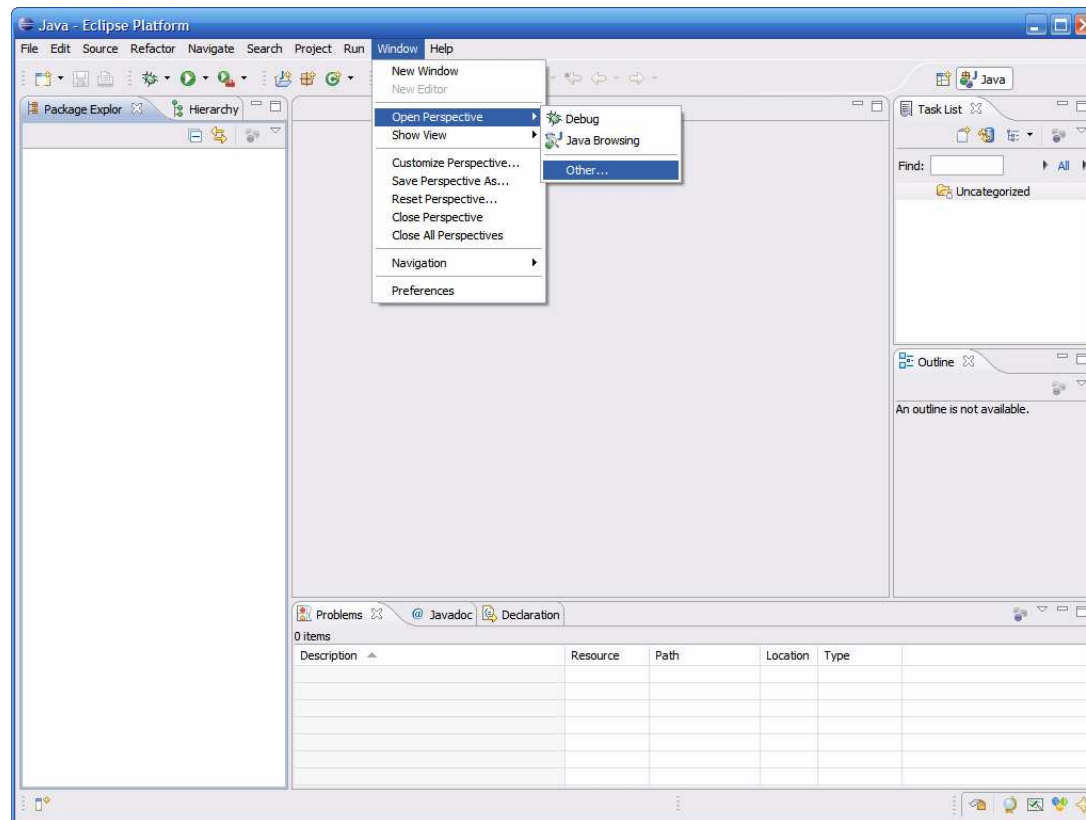 Java - Eclipse Platform
File Edit Source Refactor Navigate Search Project Run Window Help
Java
New Window
New Editor
Open Perspective
Show View
Customize Perspective...
Save Perspective As...
Reset Perspective...
Close Perspective
Close All Perspectives
Navigation
Preferences
Debug
Java Browsing
Other...
Package Explor
Hierarchy
Task List
Find:
All
Uncategorized
Outline
An outline is not available.
Problems @ Javadoc Declaration
0 items
Description Resource Path Location Type